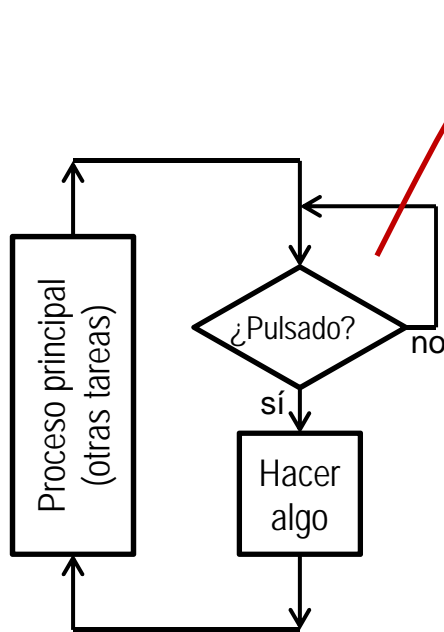 Proceso principal
(otras tareas)
¿Pulsado?
no
sí
Hacer
algo